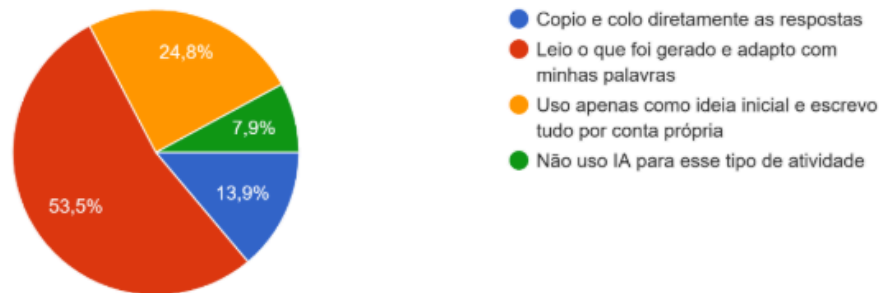 24,8%
7,9%
13,9%
53,5%
Copio e colo diretamente as respostas
Leio o que foi gerado e adapto com
minhas palavras
Uso apenas como ideia inicial e escrevo
tudo por conta própria
Não uso IA para esse tipo de atividade